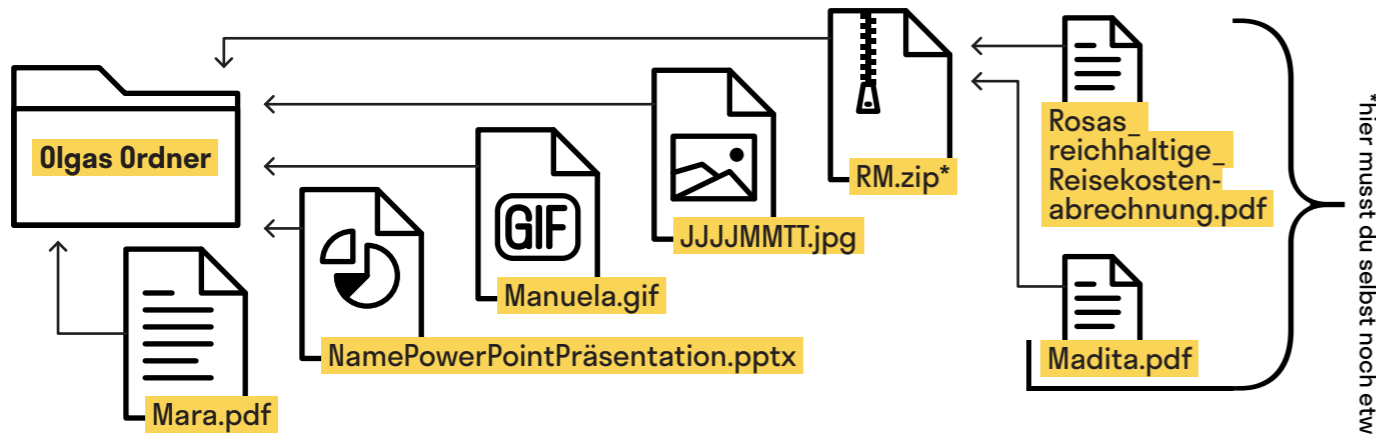 Olgas Ordner
Mara.pdf
NamePowerPointPräsentation.pptx
GIF
Manuela.gif
JJJJMMTT.jpg
RM.zip*
Rosas_
reichhaltige_
Reisekosten-
abrechnung.pdf
Madita.pdf
*hier musst du selbst noch etw